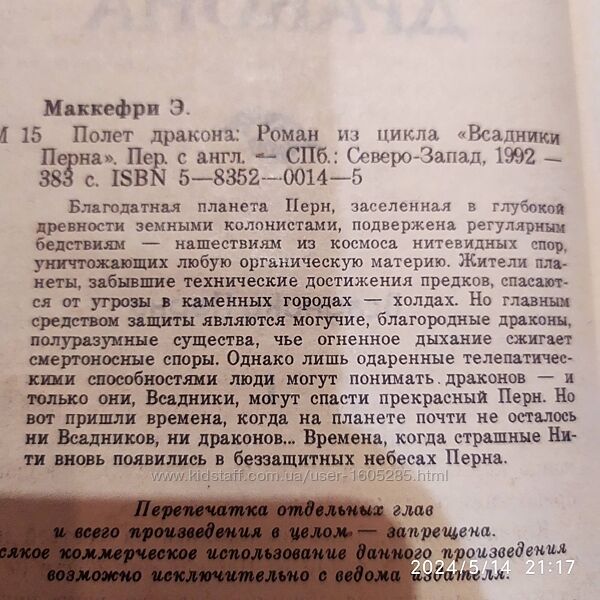 ДРАКОНА
Маккефри Э.
М 15 Полет дракона: Роман из цикла «Всадники
Перна». Пер. с англ. — СПб.: Северо-Запад, 1992 —
383 с. ISBN 5—8352—0014—5
Благодатная планета Перн, заселенная в глубокой
древности земными колонистами, подвержена регулярным
бедствиям — нашествиям из космоса нитевидных спор,
уничтожающих любую органическую материю. Жители пла-
неты, забывшие технические достижения предков, спасают-
ся от угрозы в каменных городах — холдах. Но главным
средством защиты являются могучие, благородные драконы,
полуразумные существа, чье огненное дыхание сжигает
смертоносные споры. Однако лишь одаренные телепатичес-
кими способностями люди могут понимать драконов — и
только они, Всадники, могут спасти прекрасный Перн. Но
вот пришли времена, когда на планете почти не осталось
ни Всадников, ни драконов... Времена, когда страшные Ни-
ти вновь появились в беззащитных небесах Перна.
www.kidstaff.com.ua/user-1605285.html
Перепечатка отдельных глав
и всего произведения в целом — запрещена.
сякое коммерческое использование данного произведения
возможно исключительно с ведома издателя.
2024/5/14 21:17